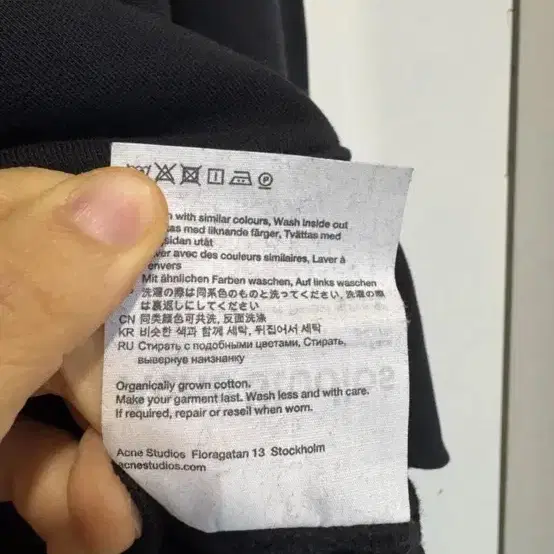 with similar colours, Wash inside out
med liknande färger, Tvättas med
sidan utåt
avec des couleurs similaires, Laver à
envers
Mit ähnlichen Farben waschen, Auf links waschen
洗濯の際は同系色のものと洗ってください, 洗濯の際
は裏返しにしてください
CN 同类颜色可共洗, 反面洗涤
KR 비슷한 색과 함께 세탁, 뒤집어서 세탁
RU Стирать с подобными цветами, Стирать,
вывернув наизнанку
Organically grown cotton.
Make your garment last. Wash less and with care.
If required, repair or resell when worn.
Acne Studios Floragatan 13 Stockholm
acnestudios.com